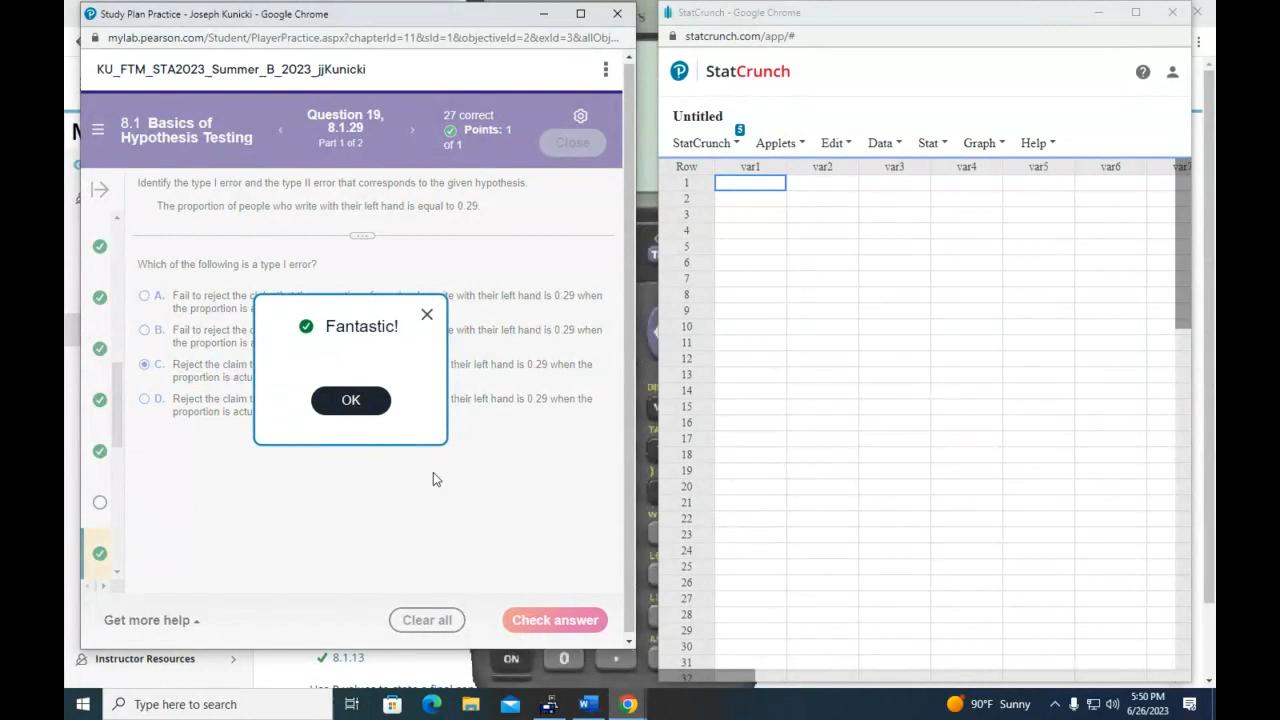 Study Plan Practice - Joseph Kunicki - Google Chrome
mylab.pearson.com/Student/PlayerPractice.aspx?chapterId=11&sId=1&objectiveId=2&exId=3&allObj...
KU_FTM_STA2023_Summer_B_2023_jjKunicki
8.1 Basics of
Hypothesis Testing
Question 19,
8.1.29
Part 1 of 2
27 correct
Points: 1
of 1
Close
Identify the type I error and the type II error that corresponds to the given hypothesis.
The proportion of people who write with their left hand is equal to 0.29.
Which of the following is a type I error?
A. Fail to reject the
te with their left hand is 0.29 when
the proportion is
B. Fail to reject the
te with their left hand is 0.29 when
the proportion is
C. Reject the claim
their left hand is 0.29 when the
proportion is actu
D. Reject the claim
their left hand is 0.29 when the
proportion is actu
Fantastic!
OK
Get more help
Clear all
Check answer
Instructor Resources
8.1.13
ON
0
StatCrunch - Google Chrome
statcrunch.com/app/#
StatCrunch
Untitled
5
StatCrunch Applets Edit Data Stat Graph Help
Row var1 var2 var3 var4 var5 var6 var7
1
2
3
4
5
6
7
8
9
10
11
12
13
14
15
16
17
18
19
20
21
22
23
24
25
26
27
28
29
30
31
32
Type here to search
90°F Sunny
5:50 PM
6/26/2023